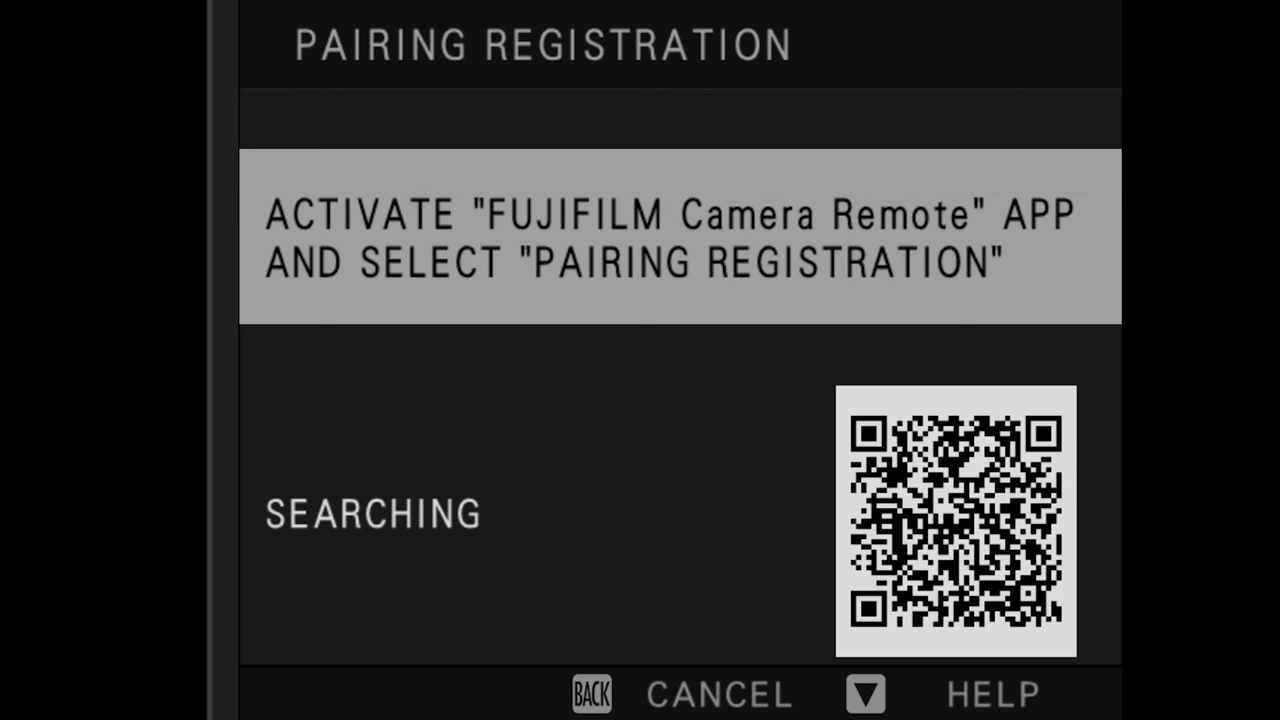 PAIRING REGISTRATION
ACTIVATE "FUJIFILM Camera Remote" APP
AND SELECT "PAIRING REGISTRATION"
SEARCHING
BACK CANCEL ▼ HELP